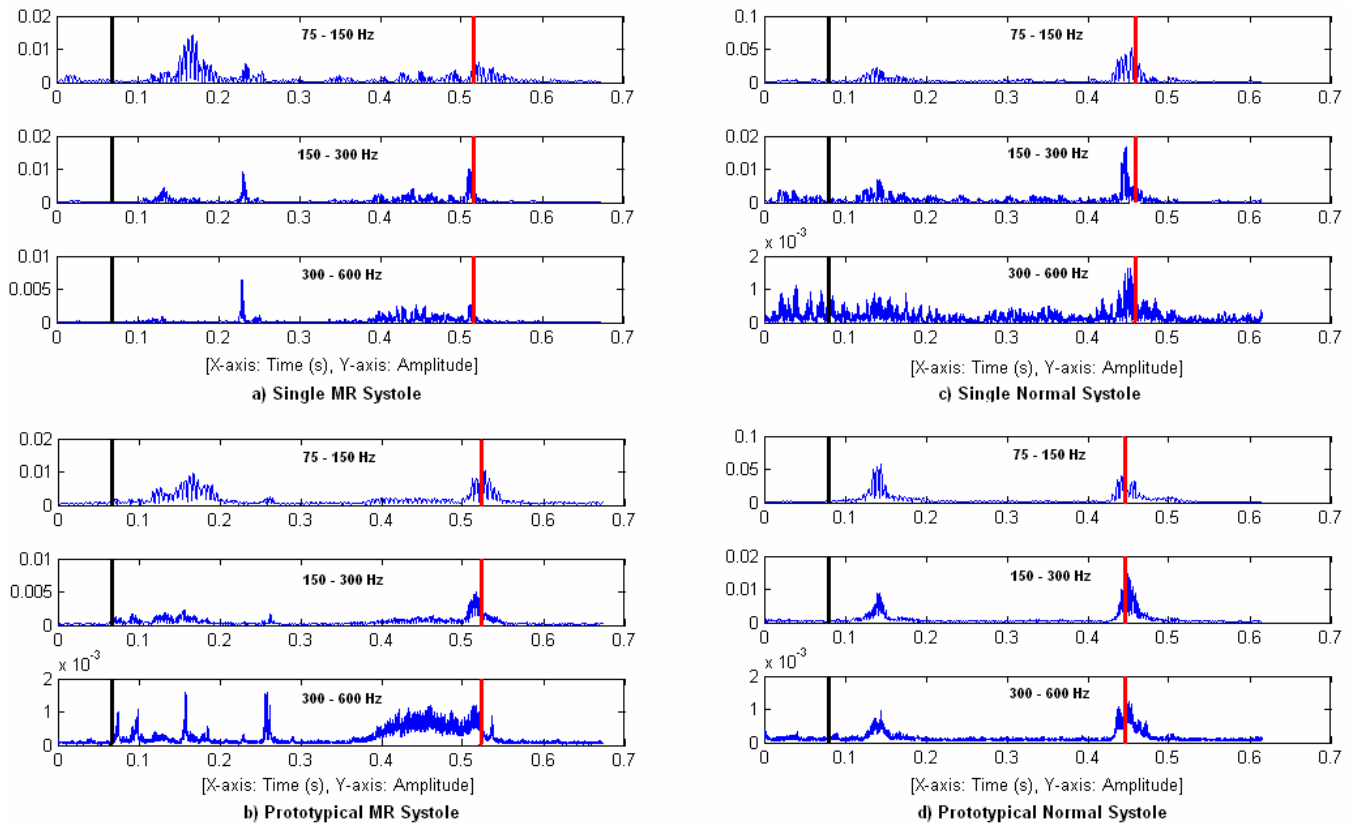 0.02
0.01
0
75 - 150 Hz
0 0.1 0.2 0.3 0.4 0.5 0.6 0.7
0.02
0.01
0
150 - 300 Hz
0 0.1 0.2 0.3 0.4 0.5 0.6 0.7
0.01
0.005
0
300 - 600 Hz
0 0.1 0.2 0.3 0.4 0.5 0.6 0.7
[X-axis: Time (s), Y-axis: Amplitude]
a) Single MR Systole
0.1
0.05
0
75 - 150 Hz
0 0.1 0.2 0.3 0.4 0.5 0.6 0.7
0.02
0.01
0
150 - 300 Hz
0 0.1 0.2 0.3 0.4 0.5 0.6 0.7
x 10-3
2
1
0
300 - 600 Hz
0 0.1 0.2 0.3 0.4 0.5 0.6 0.7
[X-axis: Time (s), Y-axis: Amplitude]
c) Single Normal Systole
0.02
0.01
0
75 - 150 Hz
0 0.1 0.2 0.3 0.4 0.5 0.6 0.7
0.01
0.005
0
150 - 300 Hz
0 0.1 0.2 0.3 0.4 0.5 0.6 0.7
x 10-3
2
1
0
300 - 600 Hz
0 0.1 0.2 0.3 0.4 0.5 0.6 0.7
[X-axis: Time (s), Y-axis: Amplitude]
b) Prototypical MR Systole
0.1
0.05
0
75 - 150 Hz
0 0.1 0.2 0.3 0.4 0.5 0.6 0.7
0.02
0.01
0
150 - 300 Hz
0 0.1 0.2 0.3 0.4 0.5 0.6 0.7
x 10-3
2
1
0
300 - 600 Hz
0 0.1 0.2 0.3 0.4 0.5 0.6 0.7
[X-axis: Time (s), Y-axis: Amplitude]
d) Prototypical Normal Systole